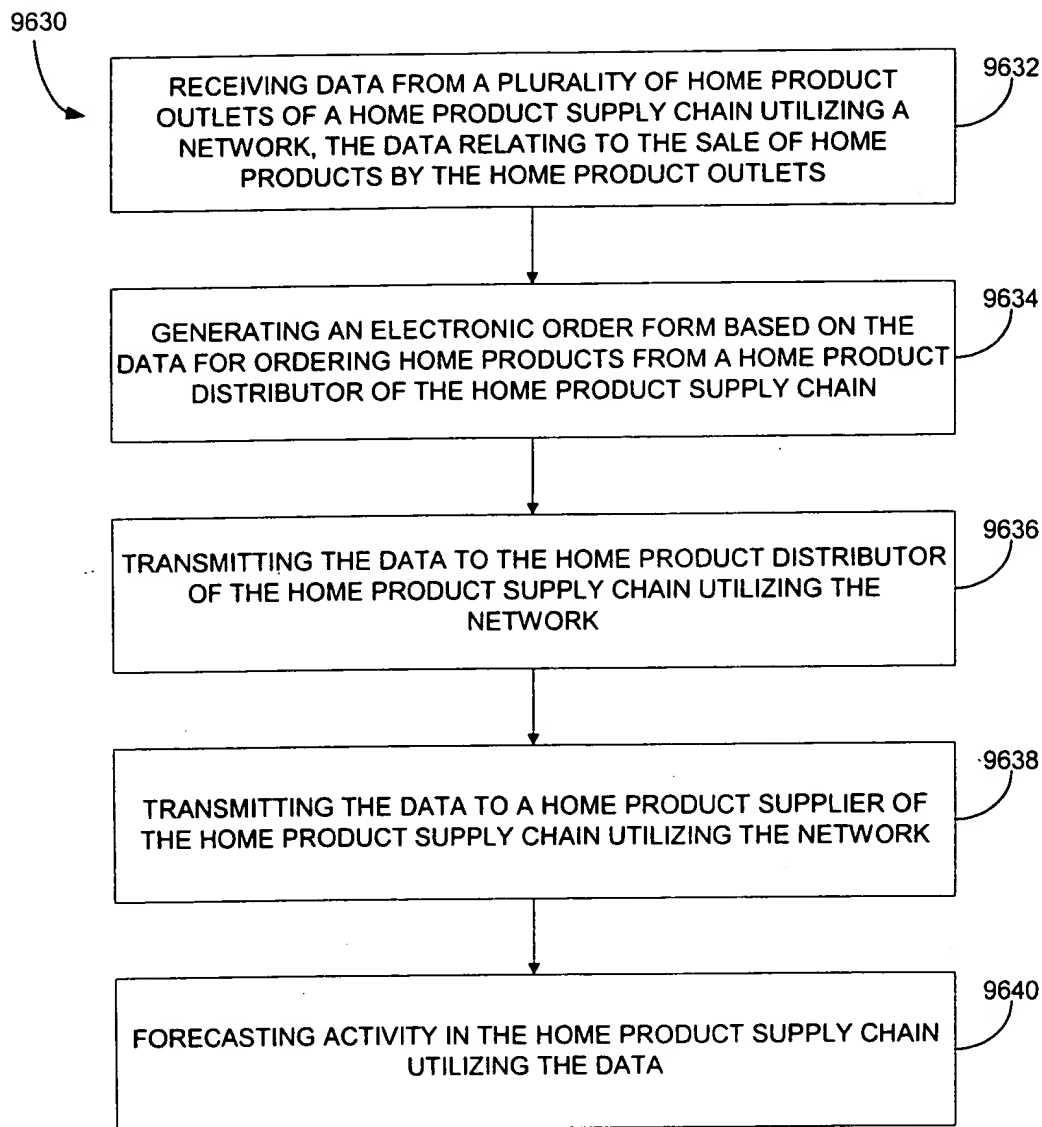 9630
RECEIVING DATA FROM A PLURALITY OF HOME PRODUCT
OUTLETS OF A HOME PRODUCT SUPPLY CHAIN UTILIZING A
NETWORK, THE DATA RELATING TO THE SALE OF HOME
PRODUCTS BY THE HOME PRODUCT OUTLETS
9632
GENERATING AN ELECTRONIC ORDER FORM BASED ON THE
DATA FOR ORDERING HOME PRODUCTS FROM A HOME PRODUCT
DISTRIBUTOR OF THE HOME PRODUCT SUPPLY CHAIN
9634
TRANSMITTING THE DATA TO THE HOME PRODUCT DISTRIBUTOR
OF THE HOME PRODUCT SUPPLY CHAIN UTILIZING THE
NETWORK
9636
TRANSMITTING THE DATA TO A HOME PRODUCT SUPPLIER OF
THE HOME PRODUCT SUPPLY CHAIN UTILIZING THE NETWORK
9638
FORECASTING ACTIVITY IN THE HOME PRODUCT SUPPLY CHAIN
UTILIZING THE DATA
9640